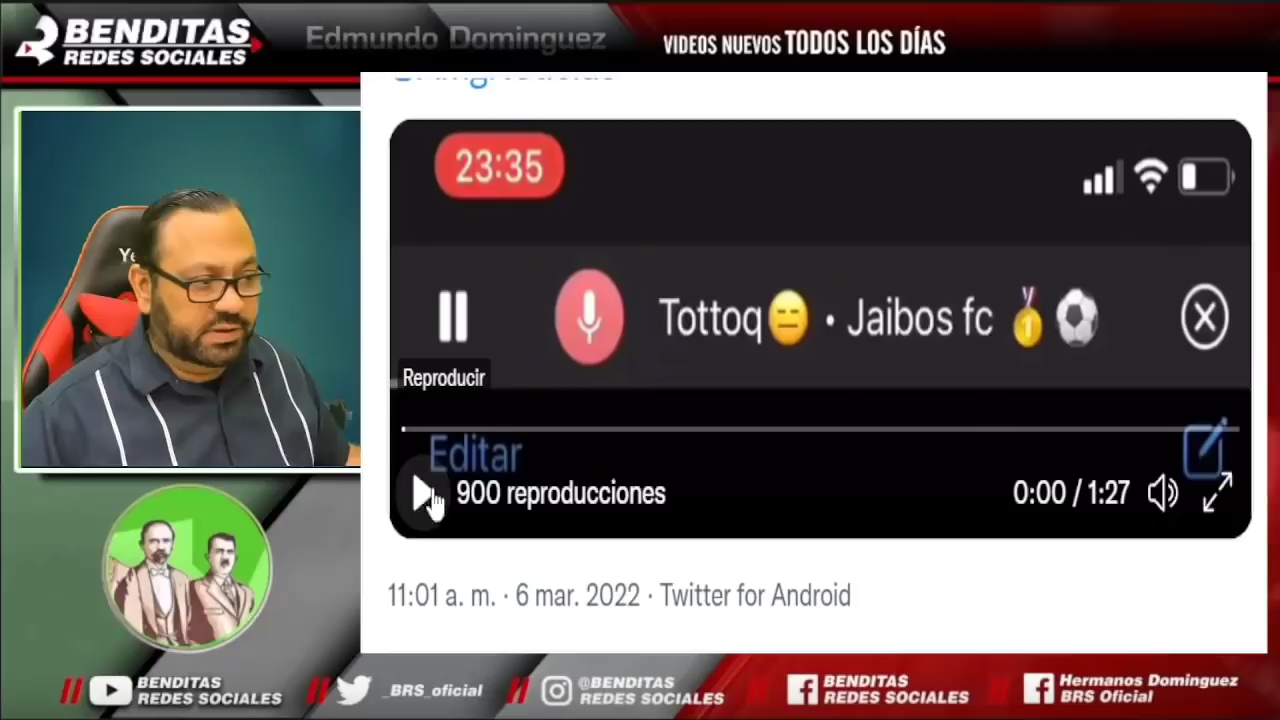 BENDITAS
REDES SOCIALES
Edmundo Dominguez
VIDEOS NUEVOS TODOS LOS DÍAS
23:35
Tottoq😑 • Jaibos fc 🏅⚽
Reproducir
Editar
900 reproducciones
0:00 / 1:27
11:01 a. m. · 6 mar. 2022 · Twitter for Android
BENDITAS
REDES SOCIALES
_BRS_oficial
@BENDITAS
REDES SOCIALES
BENDITAS
REDES SOCIALES
Hermanos Dominguez
BRS Oficial